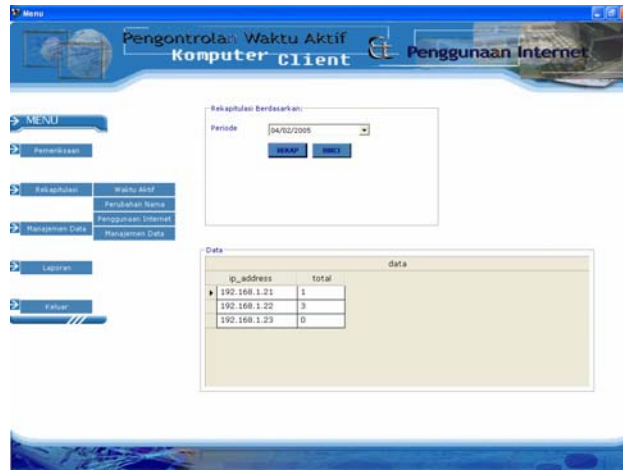 Menu
Pengontrolan Waktu Aktif
Komputer Client & Penggunaan Internet
MENU
Pemeriksaan
Rekapitulasi
Waktu Aktif
Perubahan Nama
Penggunaan Internet
Manajemen Data
Manajemen Data
Laporan
Keluar
Rekapitulasi Berdasarkan:
Periode 04/02/2005
REKAP RINCI
Data
data
ip_address total
192.168.1.21 1
192.168.1.22 3
192.168.1.23 0